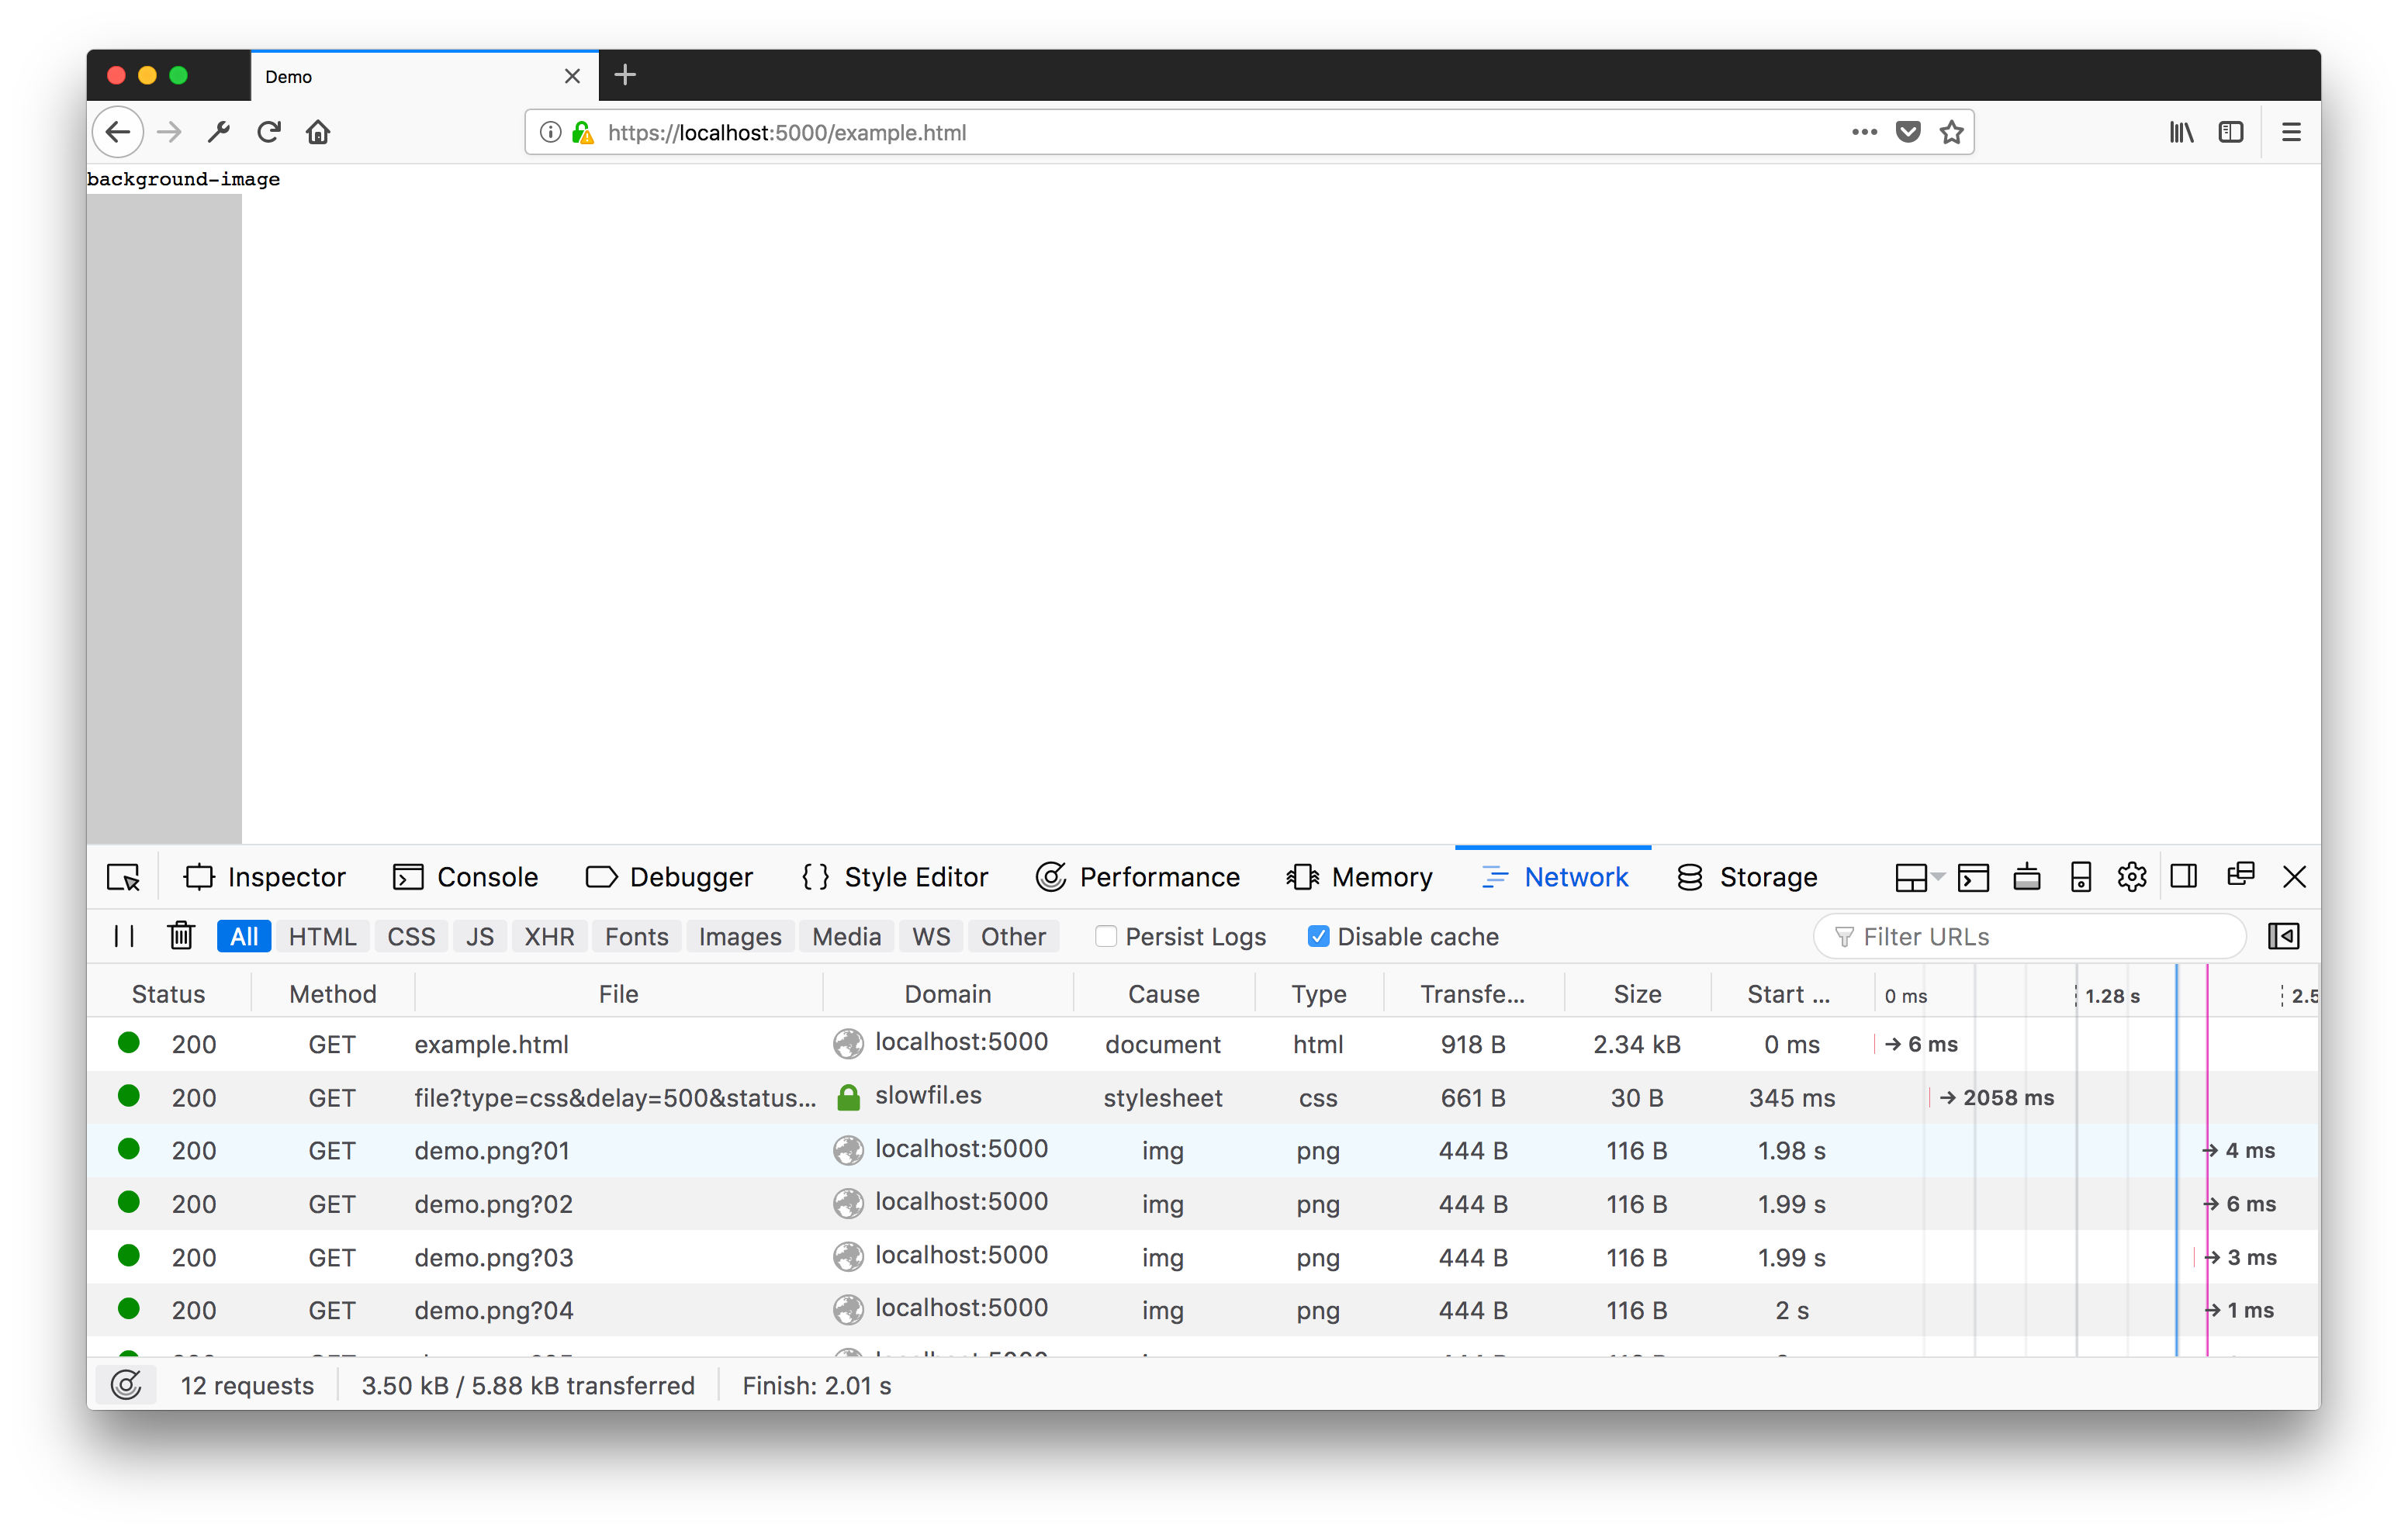 Demo
https://localhost:5000/example.html
background-image
Inspector Console Debugger { } Style Editor Performance Memory Network Storage
All HTML CSS JS XHR Fonts Images Media WS Other Persist Logs Disable cache Filter URLs
Status Method File Domain Cause Type Transfe... Size Start ... 0 ms 1.28 s 2.5
200 GET example.html localhost:5000 document html 918 B 2.34 kB 0 ms → 6 ms
200 GET file?type=css&delay=500&status... slowfil.es stylesheet css 661 B 30 B 345 ms → 2058 ms
200 GET demo.png?01 localhost:5000 img png 444 B 116 B 1.98 s → 4 ms
200 GET demo.png?02 localhost:5000 img png 444 B 116 B 1.99 s → 6 ms
200 GET demo.png?03 localhost:5000 img png 444 B 116 B 1.99 s → 3 ms
200 GET demo.png?04 localhost:5000 img png 444 B 116 B 2 s → 1 ms
12 requests 3.50 kB / 5.88 kB transferred Finish: 2.01 s